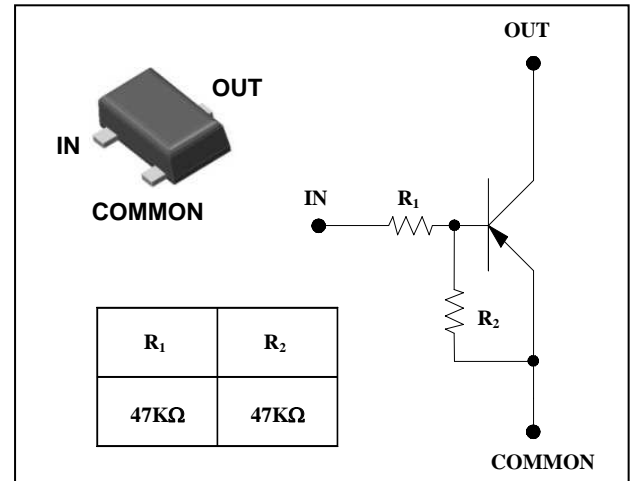 OUT
OUT
IN
COMMON
IN
R₁
R₂
R₁ R₂
47KΩ 47KΩ
COMMON